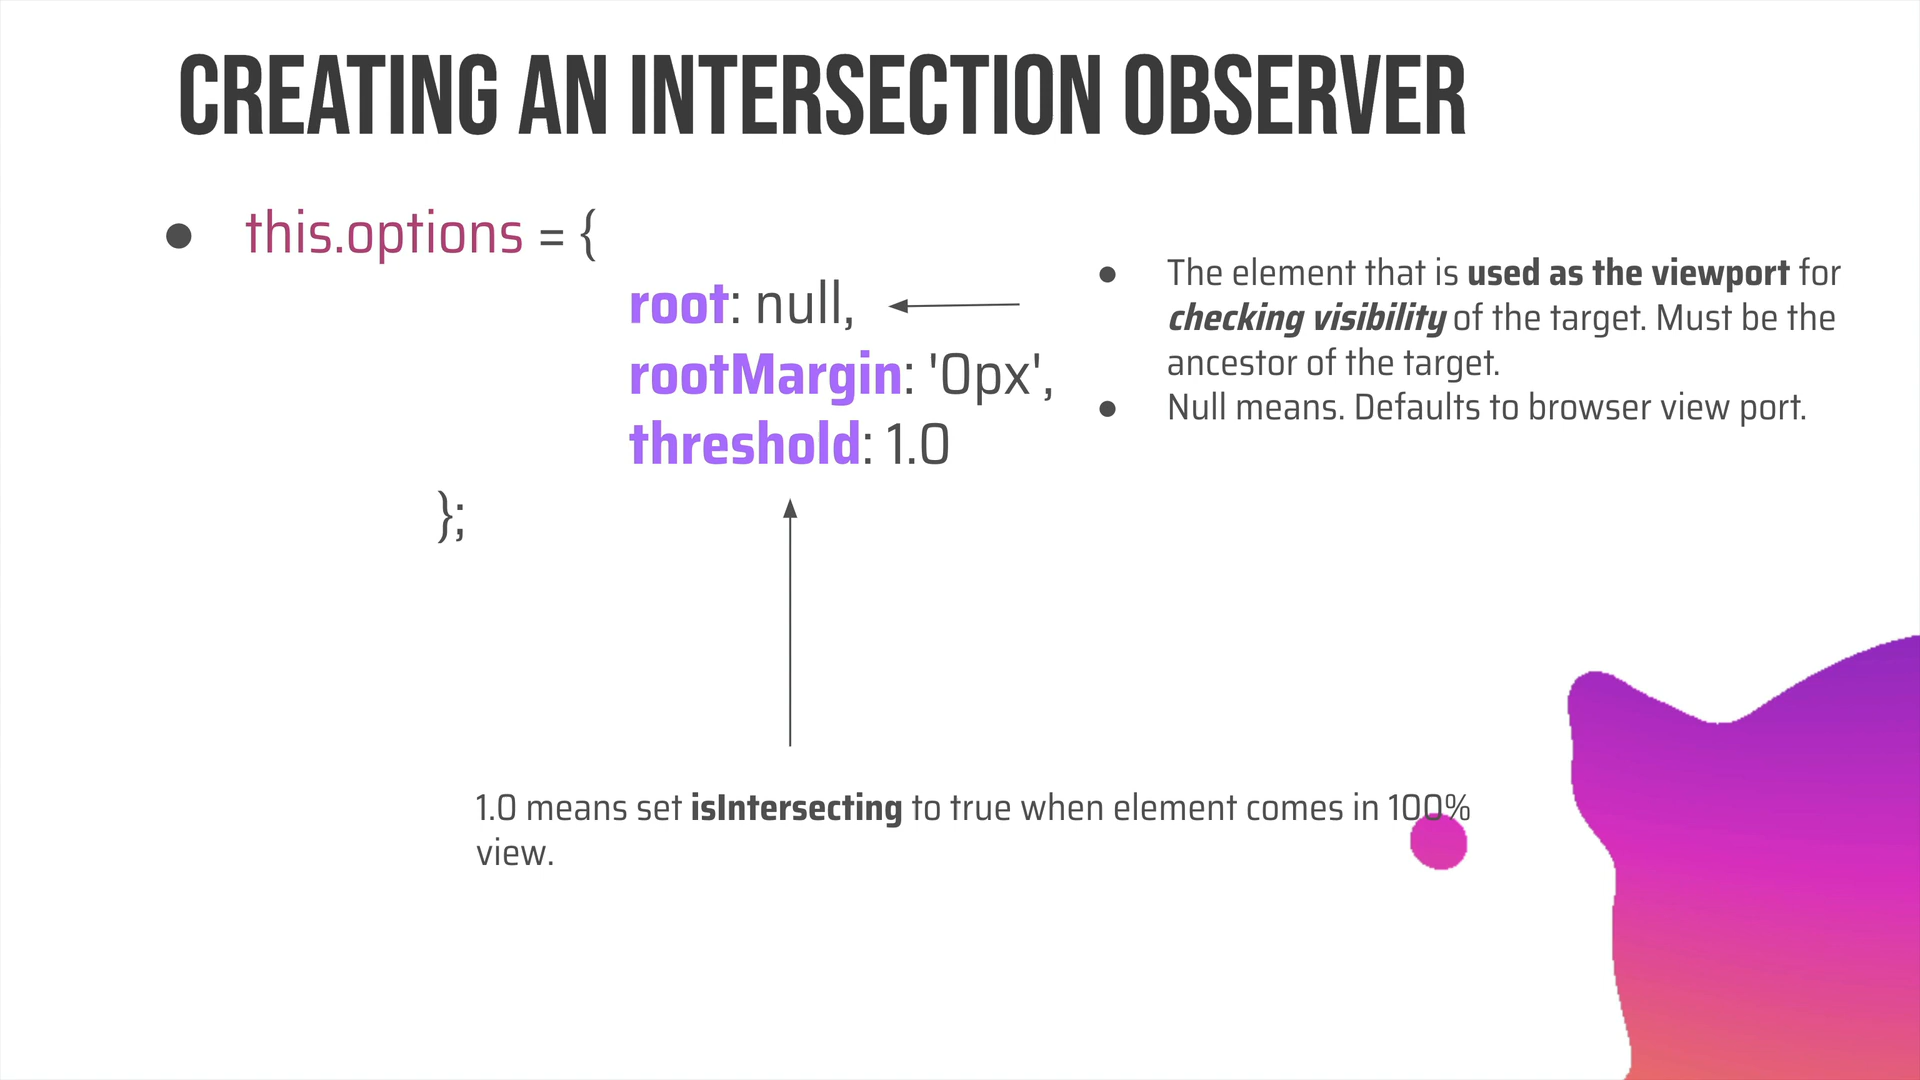 CREATING AN INTERSECTION OBSERVER
● this.options = {
root: null,
rootMargin: '0px',
threshold: 1.0
};
● The element that is used as the viewport for
checking visibility of the target. Must be the
ancestor of the target.
● Null means. Defaults to browser view port.
1.0 means set isIntersecting to true when element comes in 100%
view.